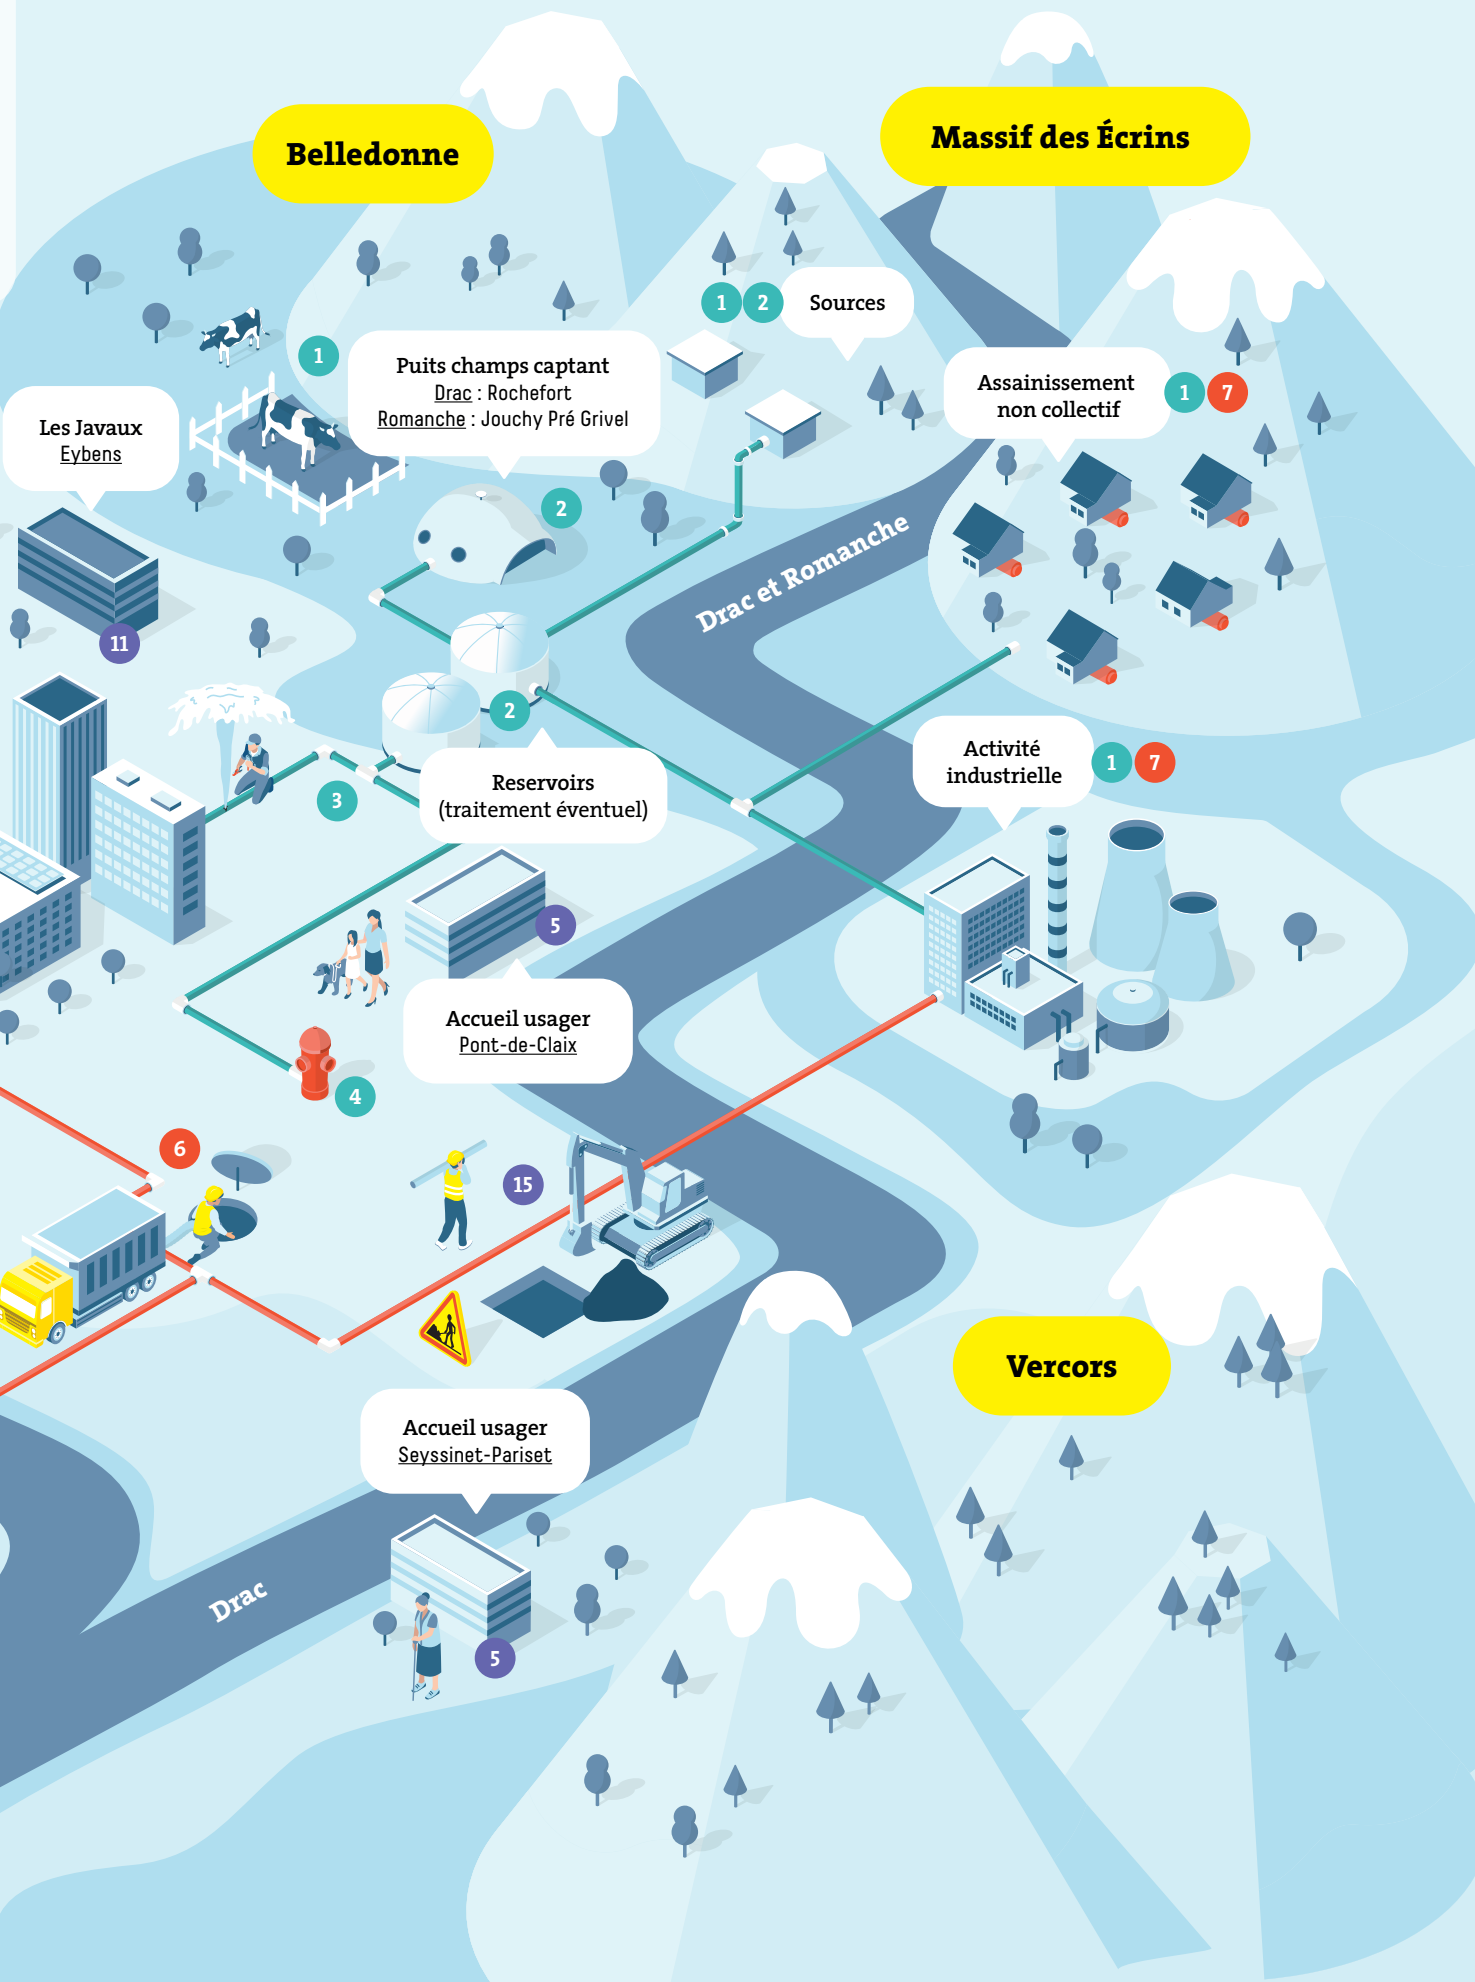 Belledonne
Massif des Écrins
1
2
Sources
1
Puits champs captant
Drac : Rochefort
Romanche : Jouchy Pré Grivel
Assainissement
non collectif
1
7
Les Javaux
Eybens
2
Drac et Romanche
11
2
Activité
industrielle
1
7
Reservoirs
(traitement éventuel)
3
5
Accueil usager
Pont-de-Claix
4
6
15
Vercors
Accueil usager
Seyssinet-Pariset
Drac
5